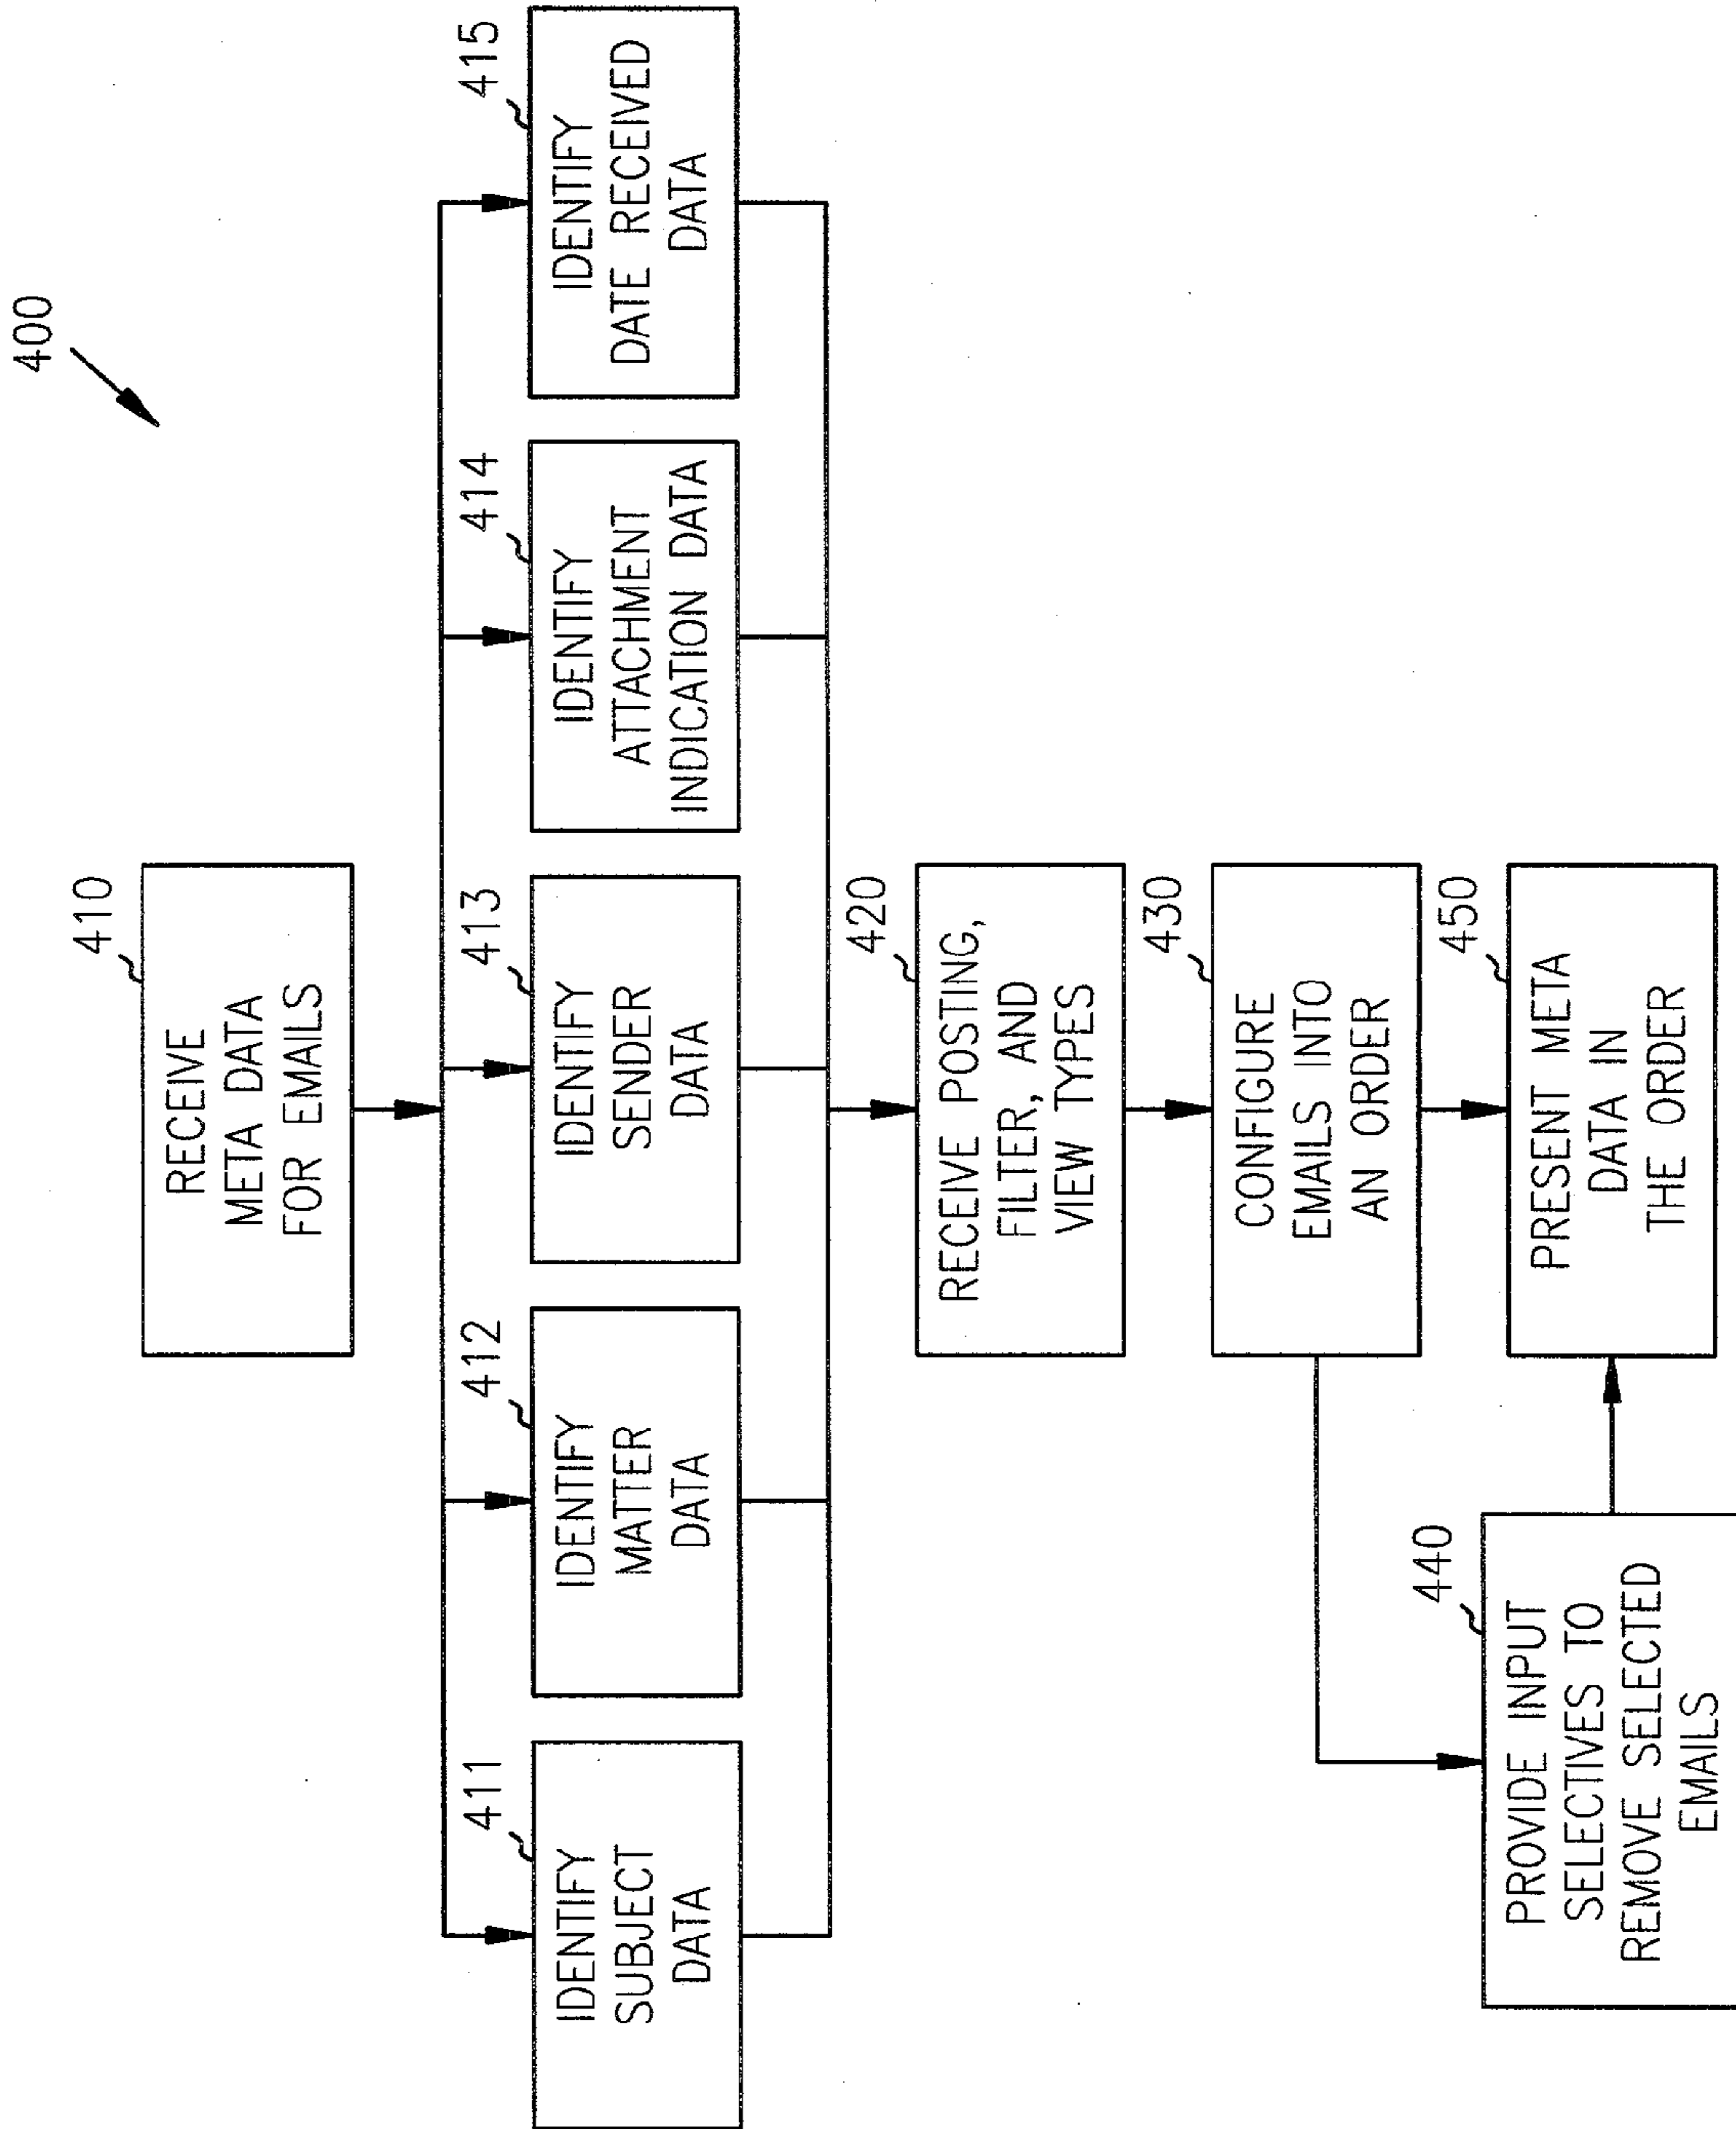 400
410
RECEIVE
META DATA
FOR EMAILS
411
IDENTIFY
SUBJECT
DATA
412
IDENTIFY
MATTER
DATA
413
IDENTIFY
SENDER
DATA
414
IDENTIFY
ATTACHMENT
INDICATION DATA
415
IDENTIFY
DATE RECEIVED
DATA
420
RECEIVE POSTING,
FILTER, AND
VIEW TYPES
430
CONFIGURE
EMAILS INTO
AN ORDER
440
PROVIDE INPUT
SELECTIVES TO
REMOVE SELECTED
EMAILS
450
PRESENT META
DATA IN
THE ORDER